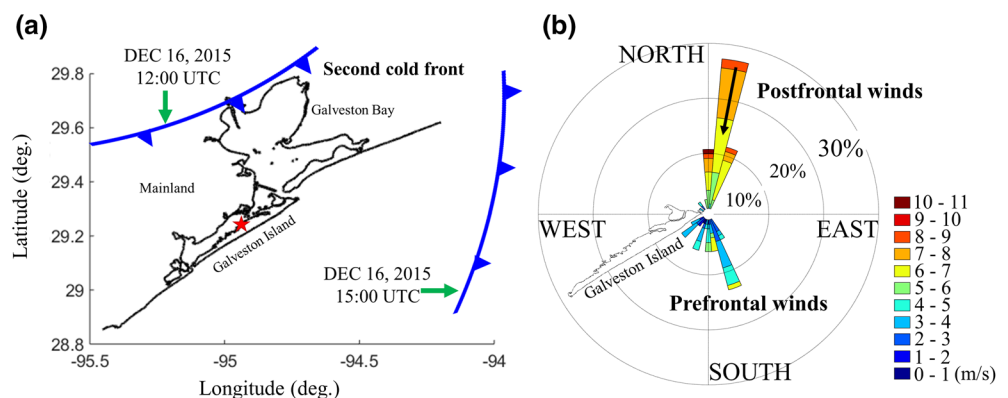 (a)
DEC 16, 2015
12:00 UTC
Second cold front
Galveston Bay
Mainland
Galveston Island
DEC 16, 2015
15:00 UTC
29.8
29.6
29.4
29.2
29
28.8
Latitude (deg.)
-95.5
-95
-94.5
-94
Longitude (deg.)
(b)
NORTH
Postfrontal winds
30%
20%
10%
WEST
EAST
Galveston Island
Prefrontal winds
SOUTH
10 - 11
9 - 10
8 - 9
7 - 8
6 - 7
5 - 6
4 - 5
3 - 4
2 - 3
1 - 2
0 - 1 (m/s)